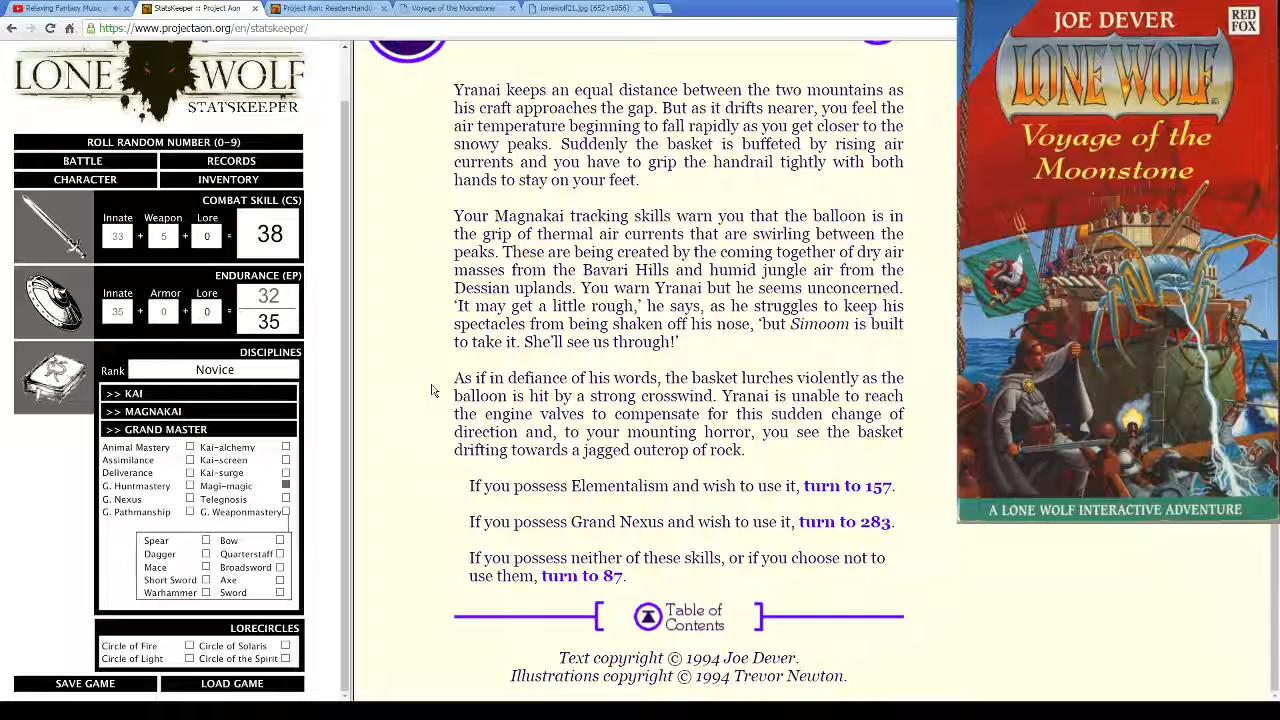 Relaxing Fantasy Music
StatsKeeper :: Project Aon
Project Aon: ReadersHandb
Voyage of the Moonstone
lonewolf21.jpg (652×1056)
https://www.projectaon.org/en/statskeeper/
LONE WOLF
STATSKEEPER
ROLL RANDOM NUMBER (0-9)
BATTLE RECORDS
CHARACTER INVENTORY
COMBAT SKILL (CS)
Innate Weapon Lore
33 + 5 + 0 = 38
ENDURANCE (EP)
Innate Armor Lore
32
35 + 0 + 0 = 35
DISCIPLINES
Rank Novice
>> KAI
>> MAGNAKAI
>> GRAND MASTER
Animal Mastery Kai-alchemy
Assimilance Kai-screen
Deliverance Kai-surge
G. Huntmastery Magi-magic
G. Nexus Telegnosis
G. Pathmanship G. Weaponmastery
Spear Bow
Dagger Quarterstaff
Mace Broadsword
Short Sword Axe
Warhammer Sword
LORECIRCLES
Circle of Fire Circle of Solaris
Circle of Light Circle of the Spirit
SAVE GAME LOAD GAME
Yranai keeps an equal distance between the two mountains as
his craft approaches the gap. But as it drifts nearer, you feel the
air temperature beginning to fall rapidly as you get closer to the
snowy peaks. Suddenly the basket is buffeted by rising air
currents and you have to grip the handrail tightly with both
hands to stay on your feet.
Your Magnakai tracking skills warn you that the balloon is in
the grip of thermal air currents that are swirling between the
peaks. These are being created by the coming together of dry air
masses from the Bavari Hills and humid jungle air from the
Dessian uplands. You warn Yranai but he seems unconcerned.
‘It may get a little rough,’ he says, as he struggles to keep his
spectacles from being shaken off his nose, ‘but Simoom is built
to take it. She’ll see us through!’
As if in defiance of his words, the basket lurches violently as the
balloon is hit by a strong crosswind. Yranai is unable to reach
the engine valves to compensate for this sudden change of
direction and, to your mounting horror, you see the basket
drifting towards a jagged outcrop of rock.
If you possess Elementalism and wish to use it, turn to 157.
If you possess Grand Nexus and wish to use it, turn to 283.
If you possess neither of these skills, or if you choose not to
use them, turn to 87.
Table of
Contents
Text copyright © 1994 Joe Dever.
Illustrations copyright © 1994 Trevor Newton.
JOE DEVER
RED
FOX
LONE WOLF
Voyage of the
Moonstone
A LONE WOLF INTERACTIVE ADVENTURE